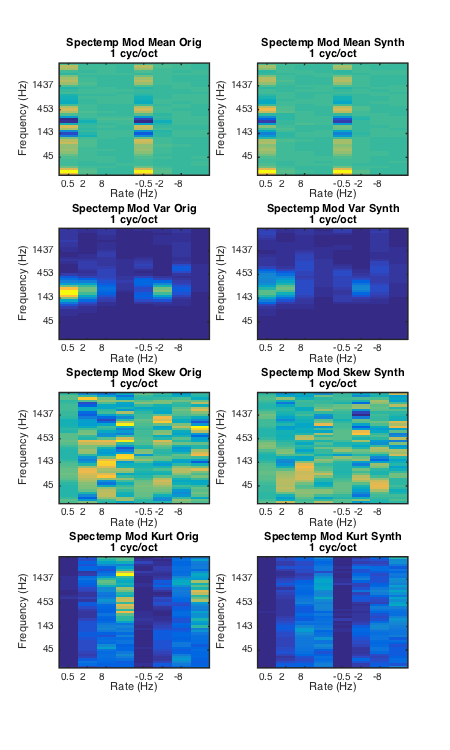 Spectemp Mod Mean Orig
1 cyc/oct
Frequency (Hz)
1437
453
143
45
0.5 2 8 -0.5 -2 -8
Rate (Hz)
Spectemp Mod Mean Synth
1 cyc/oct
Frequency (Hz)
1437
453
143
45
0.5 2 8 -0.5 -2 -8
Rate (Hz)
Spectemp Mod Var Orig
1 cyc/oct
Frequency (Hz)
1437
453
143
45
0.5 2 8 -0.5 -2 -8
Rate (Hz)
Spectemp Mod Var Synth
1 cyc/oct
Frequency (Hz)
1437
453
143
45
0.5 2 8 -0.5 -2 -8
Rate (Hz)
Spectemp Mod Skew Orig
1 cyc/oct
Frequency (Hz)
1437
453
143
45
0.5 2 8 -0.5 -2 -8
Rate (Hz)
Spectemp Mod Skew Synth
1 cyc/oct
Frequency (Hz)
1437
453
143
45
0.5 2 8 -0.5 -2 -8
Rate (Hz)
Spectemp Mod Kurt Orig
1 cyc/oct
Frequency (Hz)
1437
453
143
45
0.5 2 8 -0.5 -2 -8
Rate (Hz)
Spectemp Mod Kurt Synth
1 cyc/oct
Frequency (Hz)
1437
453
143
45
0.5 2 8 -0.5 -2 -8
Rate (Hz)